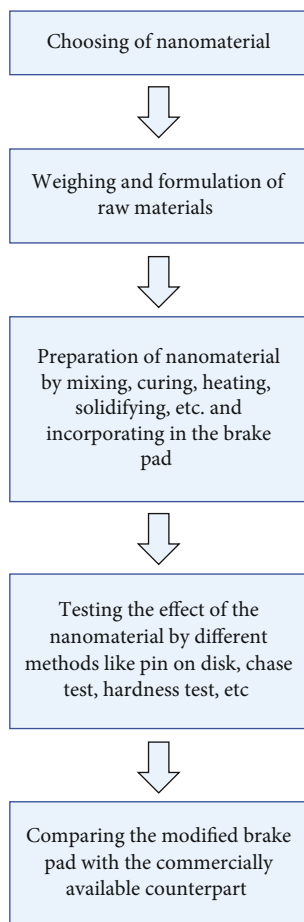 Choosing of nanomaterial
Weighing and formulation of
raw materials
Preparation of nanomaterial
by mixing, curing, heating,
solidifying, etc. and
incorporating in the brake
pad
Testing the effect of the
nanomaterial by different
methods like pin on disk, chase
test, hardness test, etc
Comparing the modified brake
pad with the commercially
available counterpart